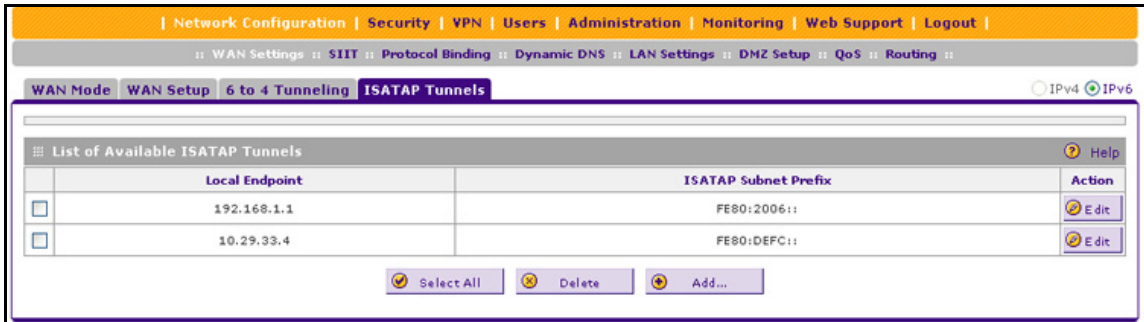 | Network Configuration | Security | VPN | Users | Administration | Monitoring | Web Support | Logout |
:: WAN Settings :: SIIT :: Protocol Binding :: Dynamic DNS :: LAN Settings :: DMZ Setup :: QoS :: Routing ::
WAN Mode WAN Setup 6 to 4 Tunneling ISATAP Tunnels IPv4 IPv6
List of Available ISATAP Tunnels ? Help
Local Endpoint ISATAP Subnet Prefix Action
192.168.1.1 FE80:2006:: Edit
10.29.33.4 FE80:DEFC:: Edit
Select All Delete Add...